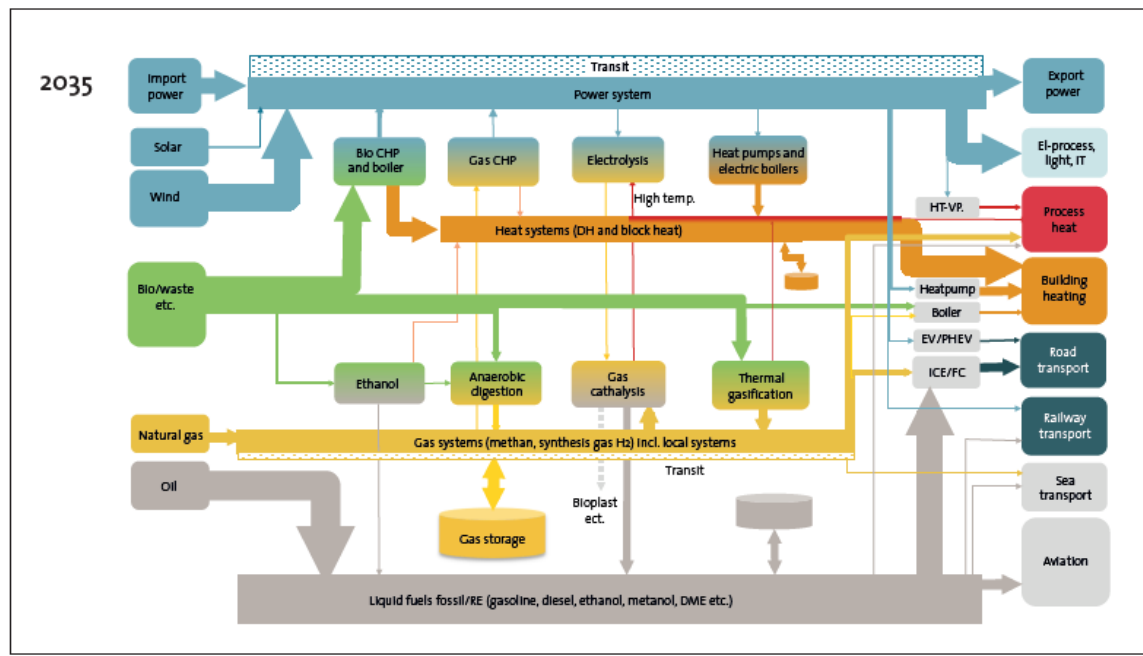 2035
Import
power
Transit
Power system
Export
power
Solar
Bio CHP
and boiler
Gas CHP
Electrolysis
Heat pumps and
electric boilers
El-process,
light, IT
Wind
High temp.
HT-VP.
Process
heat
Heat systems (DH and block heat)
Bio/waste
etc.
Heatpump
Building
heating
Boiler
EV/PHEV
Road
transport
Ethanol
Anaerobic
digestion
Gas
cathalysis
Thermal
gasification
ICE/FC
Natural gas
Gas systems (methan, synthesis gas H2) incl. local systems
Railway
transport
Transit
Oil
Bioplast
ect.
Sea
transport
Gas storage
Aviation
Liquid fuels fossil/RE (gasoline, diesel, ethanol, metanol, DME etc.)